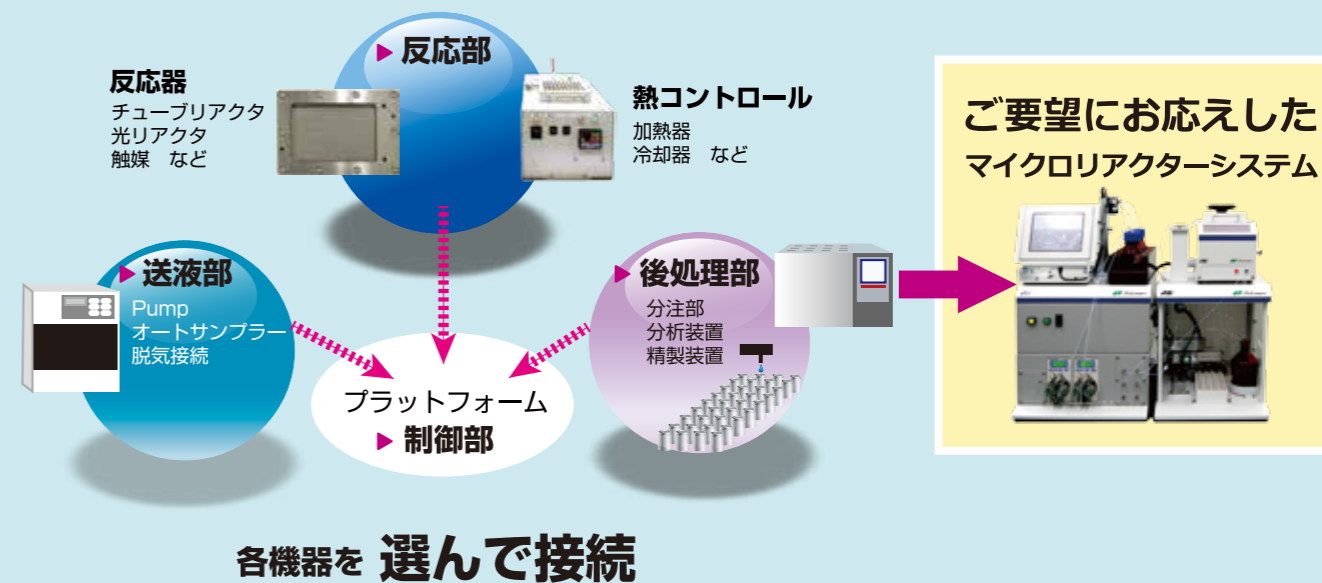 ▶ 反応部
反応器
チューブリアクタ
光リアクタ
触媒 など
熱コントロール
加熱器
冷却器 など
▶ 送液部
Pump
オートサンプラー
脱気接続
▶ 後処理部
分注部
分析装置
精製装置
プラットフォーム
▶ 制御部
各機器を 選んで接続
ご要望にお応えした
マイクロリアクターシステム